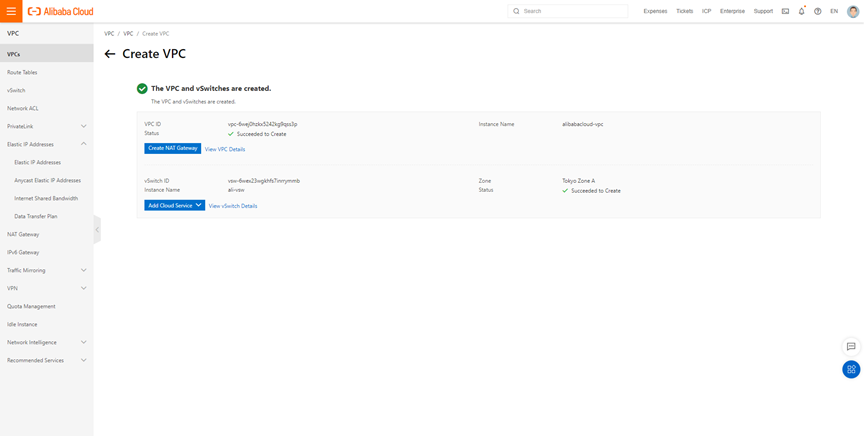 Alibaba Cloud
Search
Expenses Tickets ICP Enterprise Support EN
VPC
VPCs
Route Tables
vSwitch
Network ACL
PrivateLink
Elastic IP Addresses
Elastic IP Addresses
Anycast Elastic IP Addresses
Internet Shared Bandwidth
Data Transfer Plan
NAT Gateway
IPv6 Gateway
Traffic Mirroring
VPN
Quota Management
Idle Instance
Network Intelligence
Recommended Services
VPC / VPC / Create VPC
Create VPC
The VPC and vSwitches are created.
The VPC and vSwitches are created.
VPC ID vpc-6wej0hzkx5242kg9qss3p Instance Name alibabacloud-vpc
Status Succeeded to Create
Create NAT Gateway View VPC Details
vSwitch ID Zone Tokyo Zone A
Instance Name ali-vsw Status Succeeded to Create
Add Cloud Service View vSwitch Details